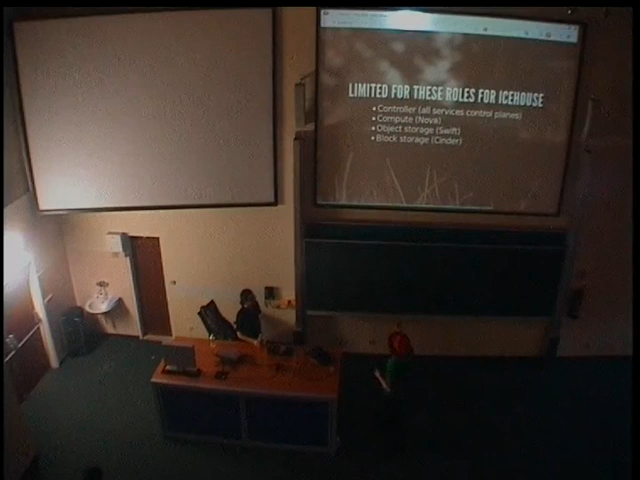 LIMITED FOR THESE ROLES FOR ICEHOUSE
• Controller (all services control planes)
• Compute (Nova)
• Object storage (Swift)
• Block storage (Cinder)